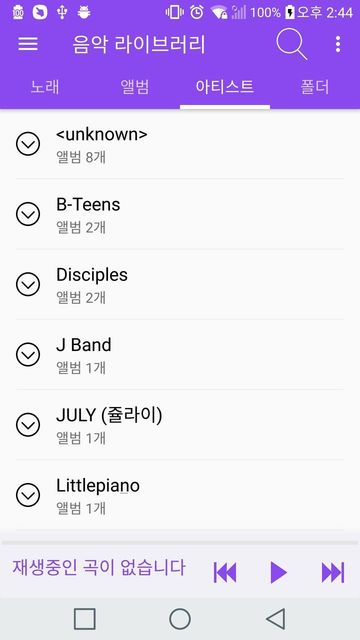 100% 오후 2:44
음악 라이브러리
노래 앨범 아티스트 폴더
<unknown>
앨범 8개
B-Teens
앨범 2개
Disciples
앨범 2개
J Band
앨범 1개
JULY (쥴라이)
앨범 1개
Littlepiano
앨범 1개
재생중인 곡이 없습니다